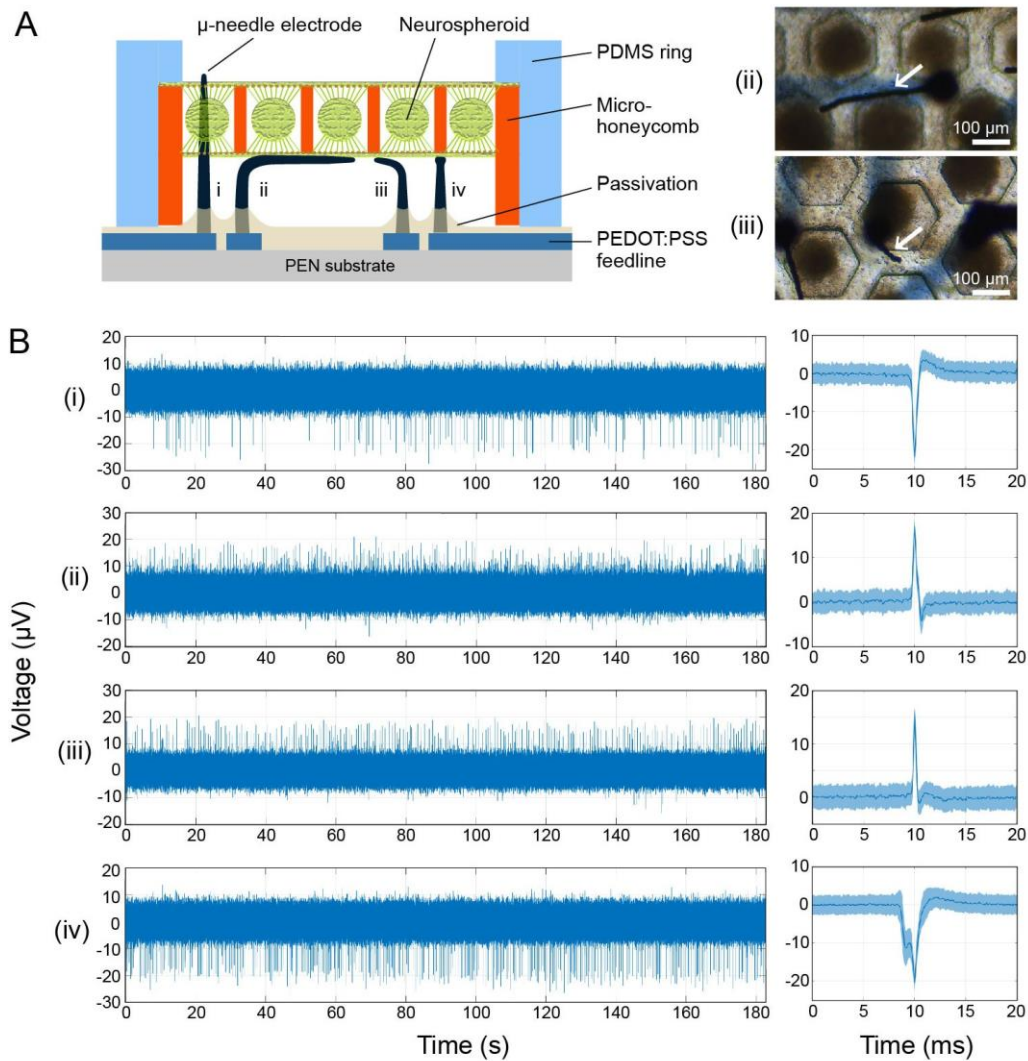 A
μ-needle electrode
Neurospheroid
PDMS ring
Micro-
honeycomb
i
ii
iii
iv
Passivation
PEDOT:PSS
feedline
PEN substrate
(ii)
100 μm
(iii)
100 μm
B
Voltage (μV)
(i)
20
10
0
-10
-20
-30
0 20 40 60 80 100 120 140 160 180
10
0
-10
-20
0 5 10 15 20
(ii)
30
20
10
0
-10
-20
0 20 40 60 80 100 120 140 160 180
20
10
0
-10
0 5 10 15 20
(iii)
30
20
10
0
-10
-20
0 20 40 60 80 100 120 140 160 180
20
10
0
0 5 10 15 20
(iv)
20
10
0
-10
-20
-30
0 20 40 60 80 100 120 140 160 180
10
0
-10
-20
0 5 10 15 20
Time (s)
Time (ms)